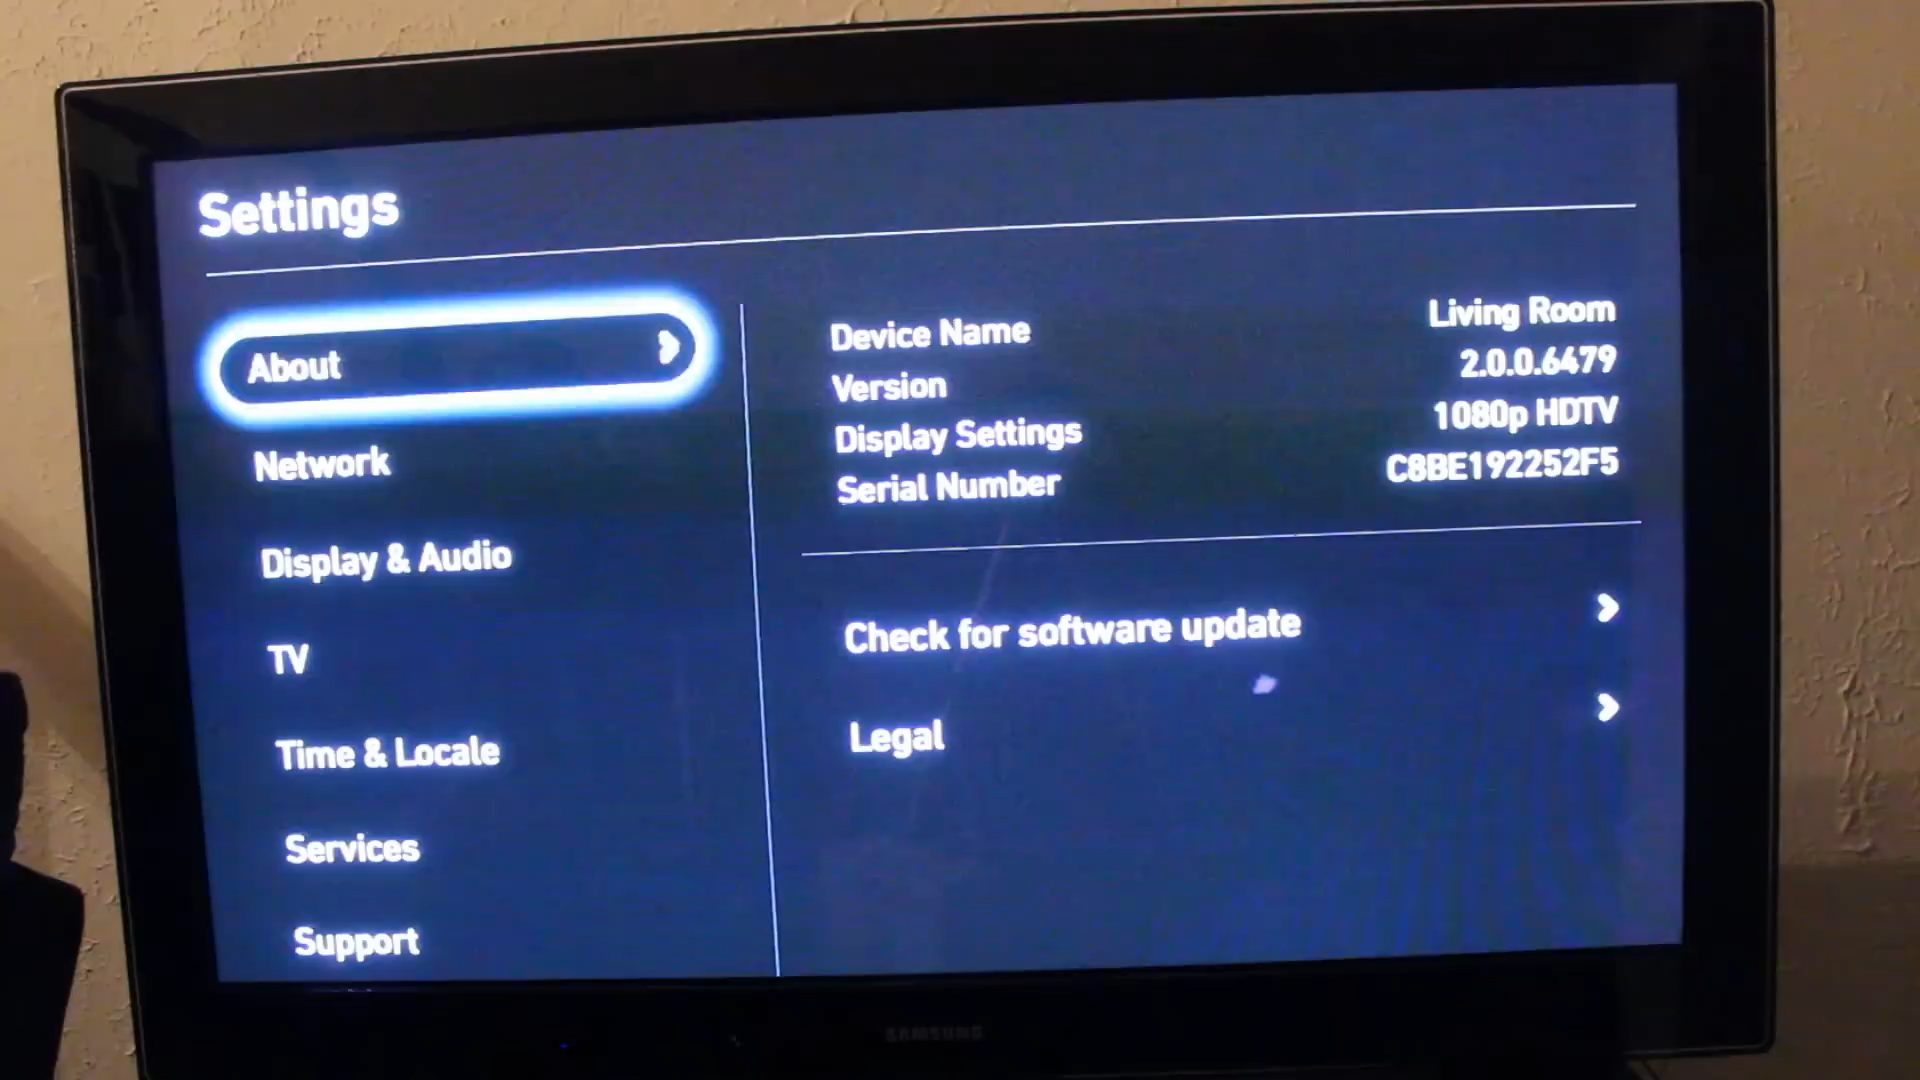 Settings
About
Network
Display & Audio
TV
Time & Locale
Services
Support
Device Name Living Room
Version 2.0.0.6479
Display Settings 1080p HDTV
Serial Number C8BE192252F5
Check for software update
Legal
SAMSUNG